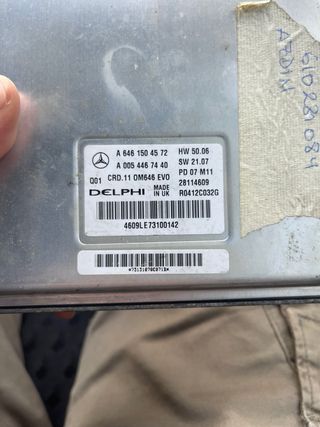 A 646 150 45 72 HW 50.06
A 005 446 74 40 SW 21.07
Q01 CRD.11 OM646 EVO PD 07 M11
DELPHI MADE IN UK 28114609
R0412C032G
4609LE73100142